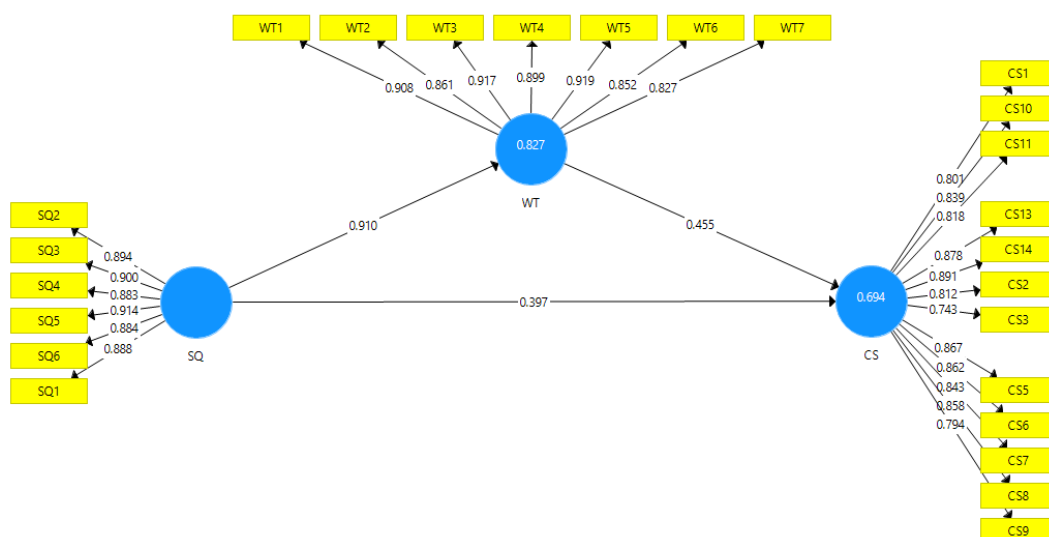 WT1 WT2 WT3 WT4 WT5 WT6 WT7
0.908 0.861 0.917 0.899 0.919 0.852 0.827
0.827
WT
0.910
0.455
0.397
SQ2
SQ3
SQ4
SQ5
SQ6
SQ1
0.894
0.900
0.883
0.914
0.884
0.888
SQ
0.694
CS
0.801
0.839
0.818
0.878
0.891
0.812
0.743
0.867
0.862
0.843
0.858
0.794
CS1
CS10
CS11
CS13
CS14
CS2
CS3
CS5
CS6
CS7
CS8
CS9